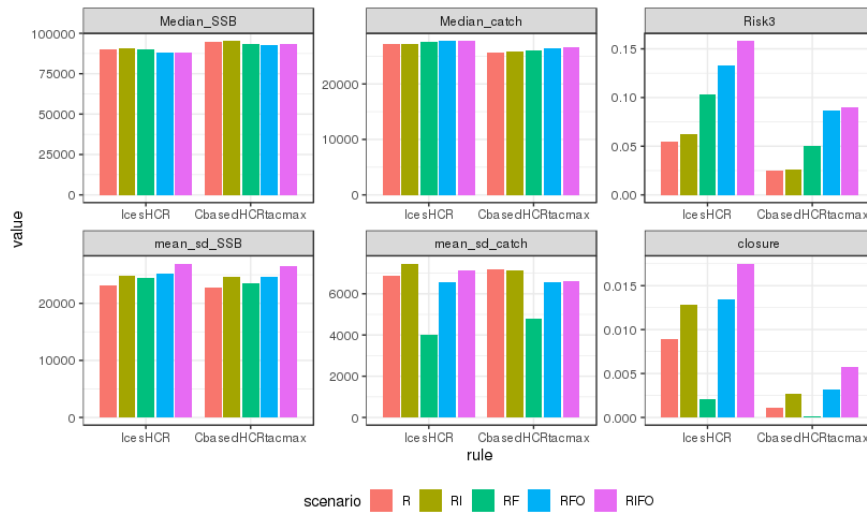 Median_SSB
Median_catch
Risk3
100000
75000
50000
25000
0
20000
10000
0
0.15
0.10
0.05
0.00
IcesHCR CbasedHCRtacmax
IcesHCR CbasedHCRtacmax
IcesHCR CbasedHCRtacmax
value
mean_sd_SSB
mean_sd_catch
closure
20000
10000
0
6000
4000
2000
0
0.015
0.010
0.005
0.000
IcesHCR CbasedHCRtacmax
IcesHCR CbasedHCRtacmax
IcesHCR CbasedHCRtacmax
rule
scenario R RI RF RFO RIFO